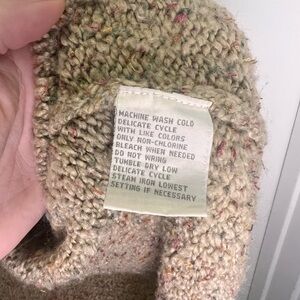 MACHINE WASH COLD
DELICATE CYCLE
WITH LIKE COLORS
ONLY NON-CHLORINE
BLEACH WHEN NEEDED
DO NOT WRING
TUMBLE DRY LOW
DELICATE CYCLE
STEAM IRON LOWEST
SETTING IF NECESSARY